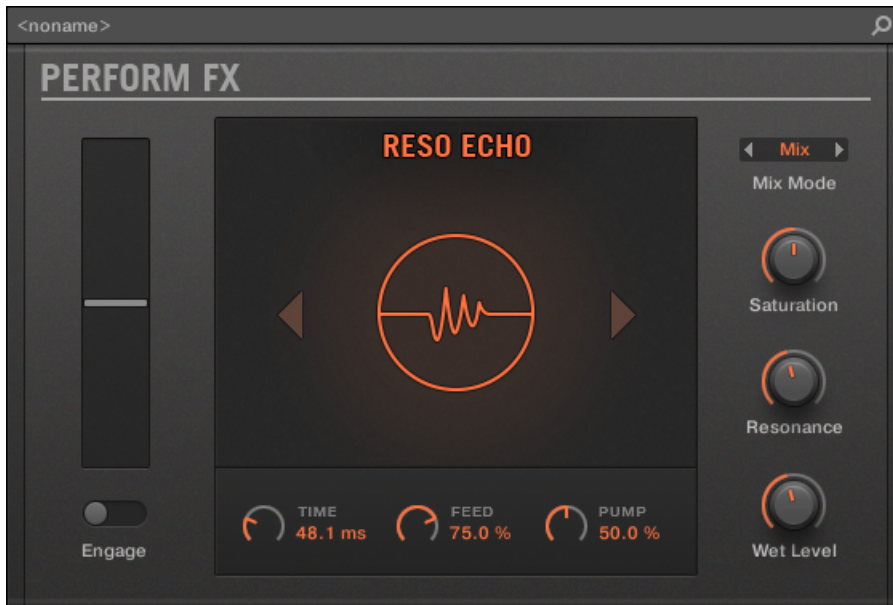 <noname>
PERFORM FX
RESO ECHO
Mix
Mix Mode
Saturation
Resonance
Wet Level
Engage
TIME
48.1 ms
FEED
75.0 %
PUMP
50.0 %